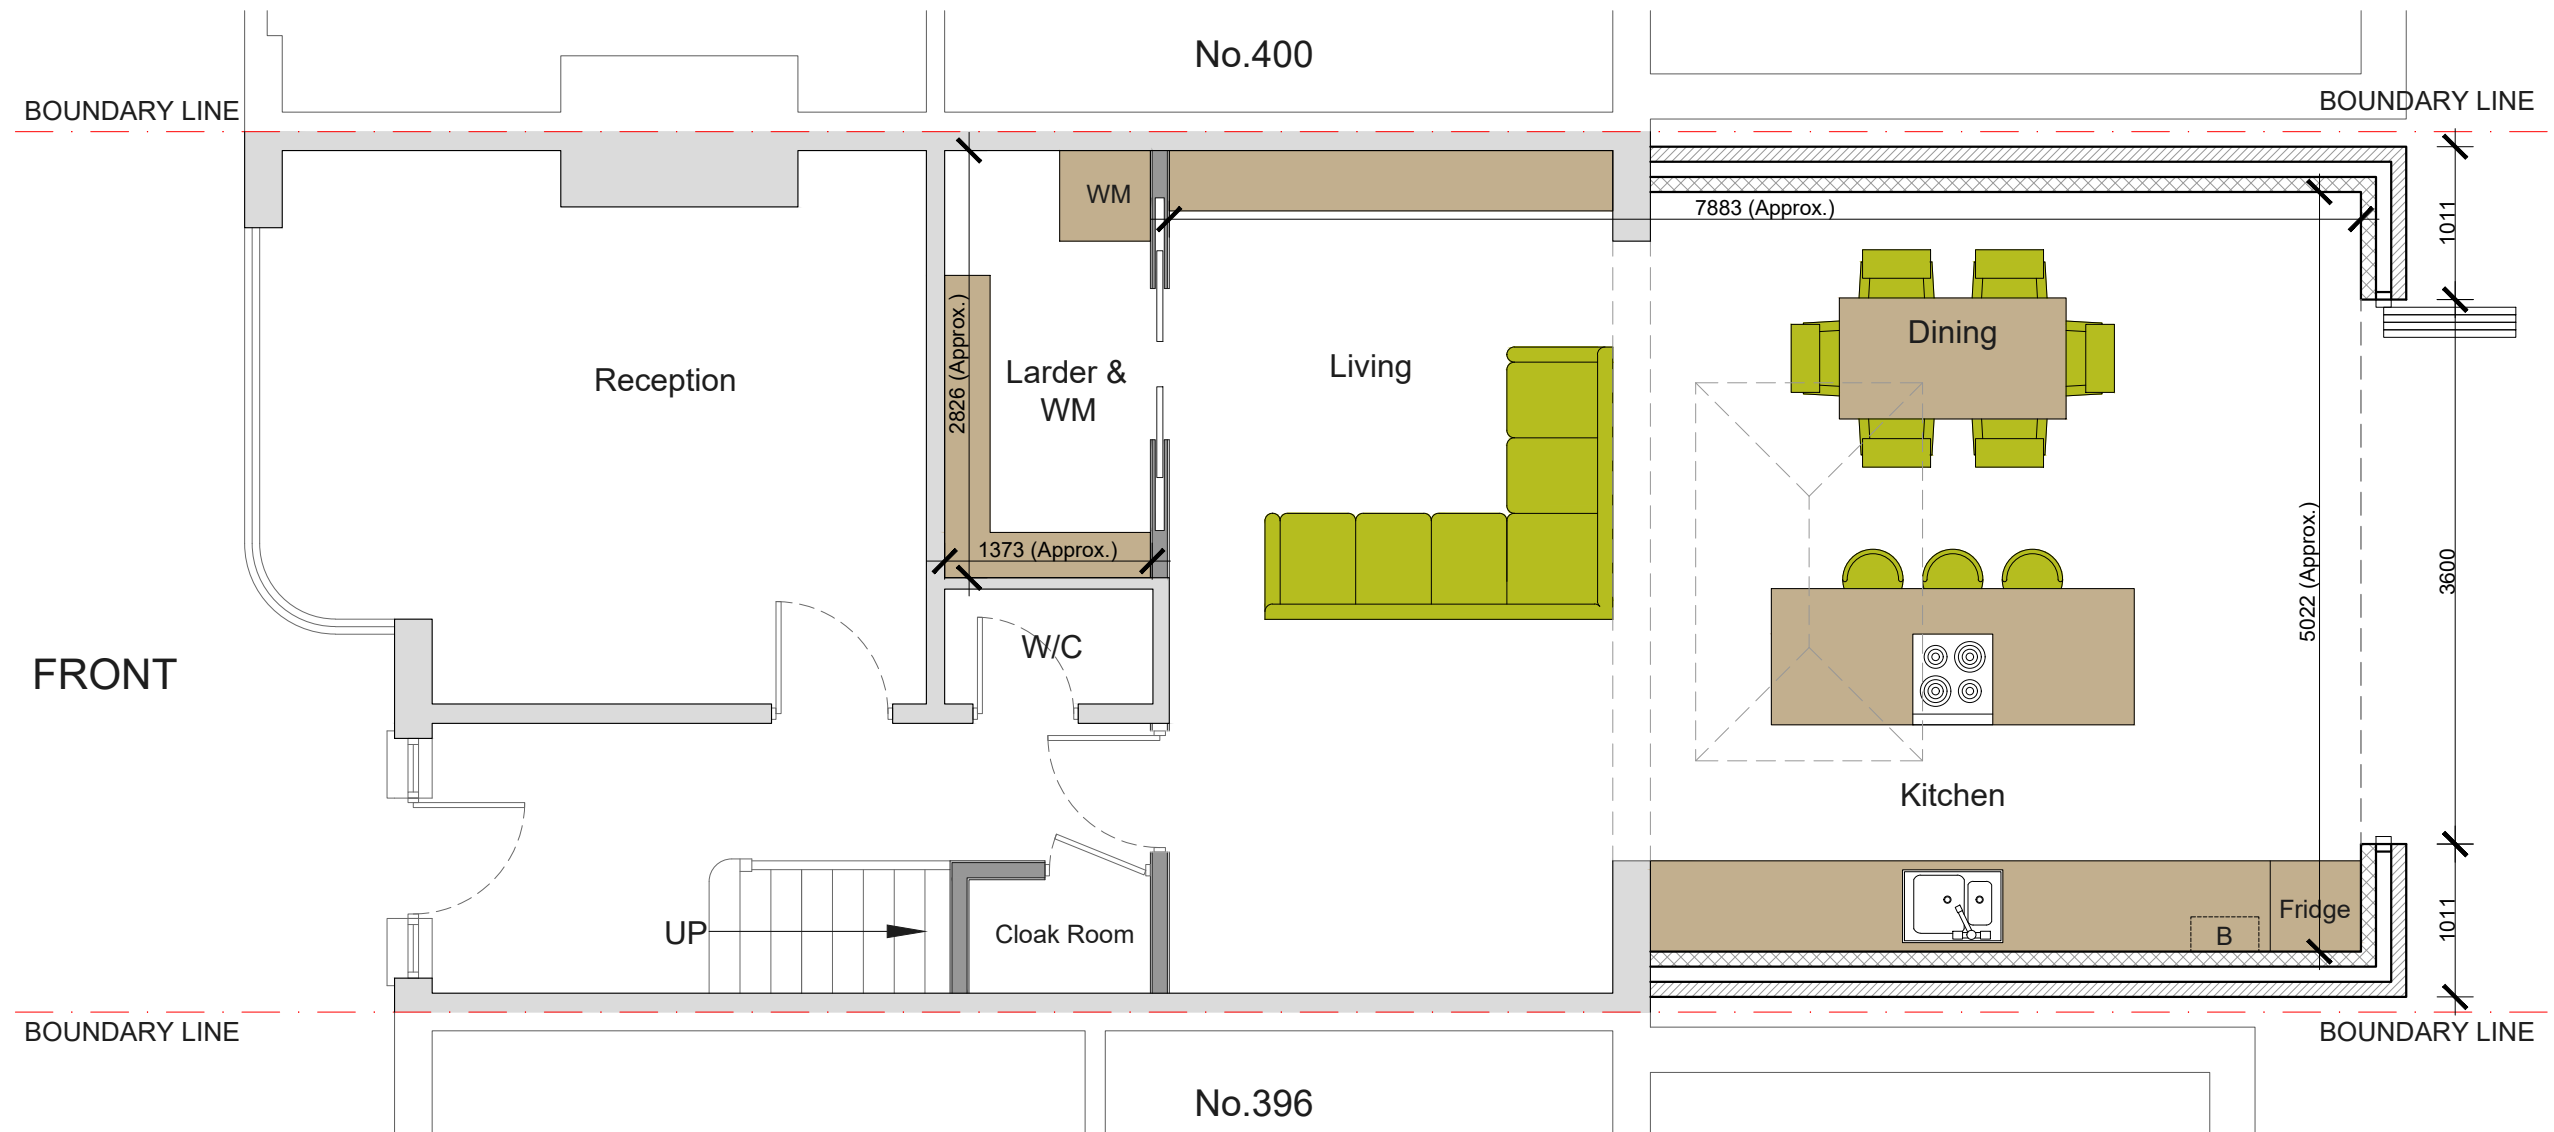 No.400
BOUNDARY LINE
BOUNDARY LINE
WM
7883 (Approx.)
1011
Reception
2826 (Approx.)
Larder &
WM
Living
Dining
1373 (Approx.)
5022 (Approx.)
3600
W/C
FRONT
Kitchen
UP
Cloak Room
B
Fridge
1011
BOUNDARY LINE
BOUNDARY LINE
No.396